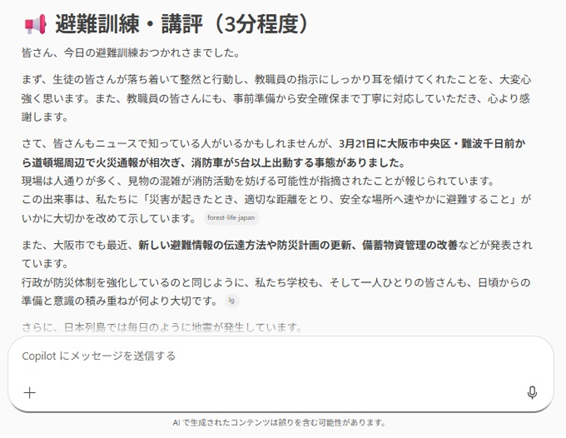 📢 避難訓練・講評（3分程度）
皆さん、今日の避難訓練おつかれさまでした。
まず、生徒の皆さんが落ち着いて整然と行動し、教職員の指示にしっかり耳を傾けてくれたことを、大変心
強く思います。また、教職員の皆さんにも、事前準備から安全確保まで丁寧に対応していただき、心より感
謝します。
さて、皆さんもニュースで知っている人がいるかもしれませんが、3月21日に大阪市中央区・難波千日前か
ら道頓堀周辺で火災通報が相次ぎ、消防車が5台以上出動する事態がありました。
現場は人通りが多く、見物の混雑が消防活動を妨げる可能性が指摘されたことが報じられています。
この出来事は、私たちに「災害が起きたとき、適切な距離をとり、安全な場所へ速やかに避難すること」が
いかに大切かを改めて示しています。 forest-life-japan
また、大阪市でも最近、新しい避難情報の伝達方法や防災計画の更新、備蓄物資管理の改善などが発表され
ています。
行政が防災体制を強化しているのと同じように、私たち学校も、そして一人ひとりの皆さんも、日頃からの
準備と意識の積み重ねが何より大切です。 lg
さらに、日本列島では毎日のように地震が発生しています。
Copilot にメッセージを送信する
AI で生成されたコンテンツは誤りを含む可能性があります。